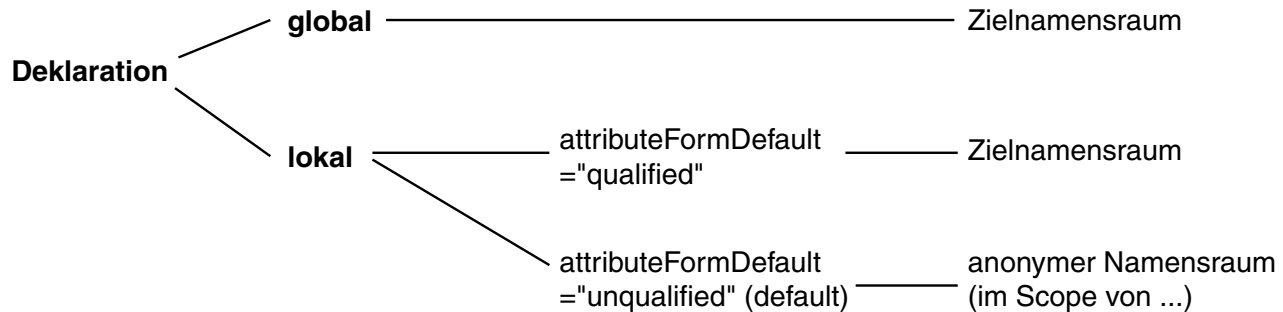 global
Zielnamensraum
Deklaration
lokal
attributeFormDefault
="qualified"
Zielnamensraum
attributeFormDefault
="unqualified" (default)
anonymer Namensraum
(im Scope von ...)